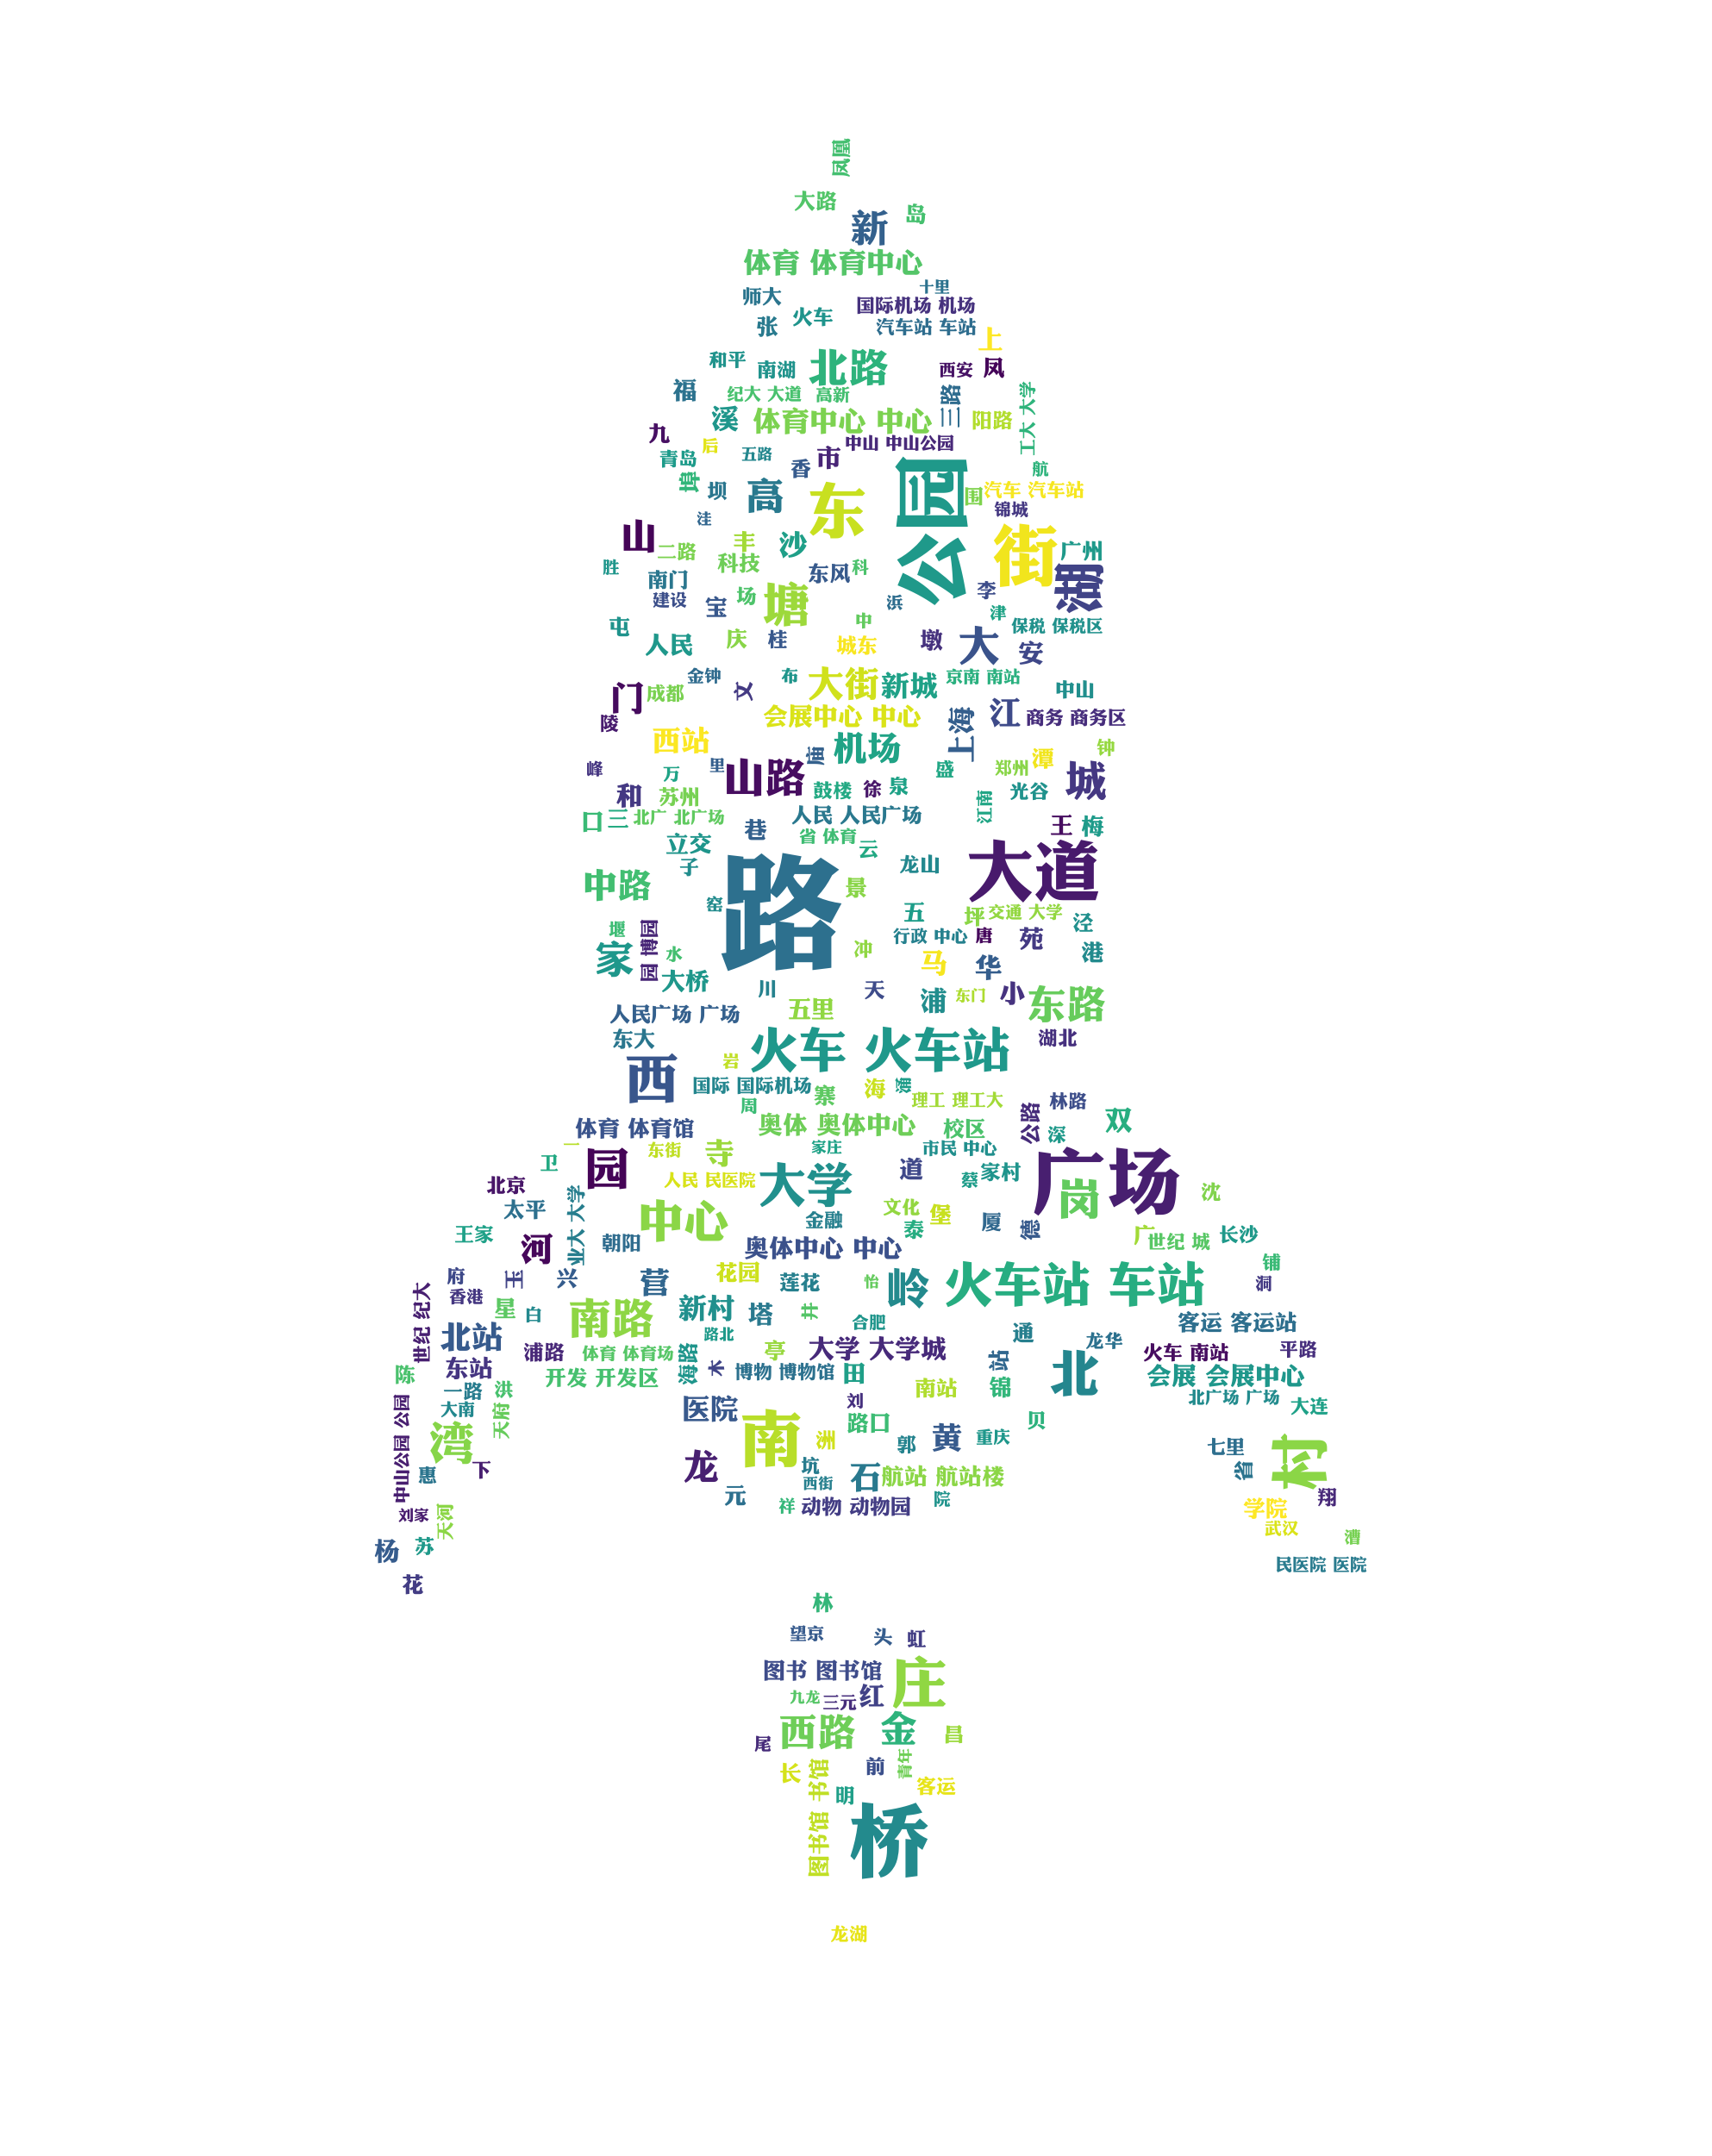 凤凰
大路
岛
新
体育 体育中心
十里
师大
国际机场 机场
火车
张
汽车站 车站
上
和平
南湖
北路
西安
凤
福
纪大 大道
高新
三路
工大 大学
溪
体育中心 中心
阳路
九
后
中山 中山公园
五路
青岛
香
市
航
埠
坝
高
东
公园
围
汽车 汽车站
锦城
洼
山
二路
丰
沙
街
广州
科技
胜
南门
东风
科
湖
建设
宝
场
塘
李
浜
津
屯
中
保税 保税区
人民
庆
桂
城东
墩
大
安
金钟
布
大街
新城
京南 南站
门
成都
文
中山
陵
会展中心 中心
上海
江
商务 商务区
西站
机场
庙
钟
峰
万
里
山路
盛
郑州
潭
城
和
苏州
鼓楼
徐
泉
光谷
江南
口
三
北广 北广场
巷
人民 人民广场
王
梅
立交
省 体育
云
子
龙山
大道
中路
路
景
窑
五
坪
交通 大学
泾
堰
园 博园
行政 中心
唐
苑
家
水
冲
港
大桥
马
华
川
天
小
五里
浦
东门
东路
人民广场 广场
东大
湖北
火车 火车站
西
岩
国际 国际机场
海
周
寨
理工 理工大
林路
公路
双
体育 体育馆
奥体 奥体中心
校区
深
一
东街
寺
家庄
市民 中心
卫
园
道
家村
广场
人民 民医院
大学
蔡
北京
业大 大学
岗
沈
太平
中心
文化
堡
金融
泰
厦
德
王家
广
长沙
河
朝阳
奥体中心 中心
世纪 城
府
玉
兴
营
花园
莲花
怡
岭
火车站 车站
铺
洞
香港
世纪 纪大
星
白
南路
新村
塔
井
合肥
通
客运 客运站
北站
路北
龙华
浦路
体育 体育场
海路
亭
大学 大学城
站
火车 南站
平路
东站
木
博物 博物馆
田
北
会展 会展中心
陈
开发 开发区
一路
洪
南站
锦
北广场 广场
大南
天府
中山公园 公园
医院
刘
大连
湾
南
洲
路口
贝
郭
黄
重庆
七里
村
惠
下
龙
坑
西街
石
航站 航站楼
省
元
院
翔
刘家
天河
祥
动物 动物园
学院
武汉
杨
苏
漕
民医院 医院
花
林
望京
头
虹
图书 图书馆
庄
九龙
三元
红
西路
金
昌
尾
长
图书馆 书馆
前
青年
明
客运
桥
龙湖